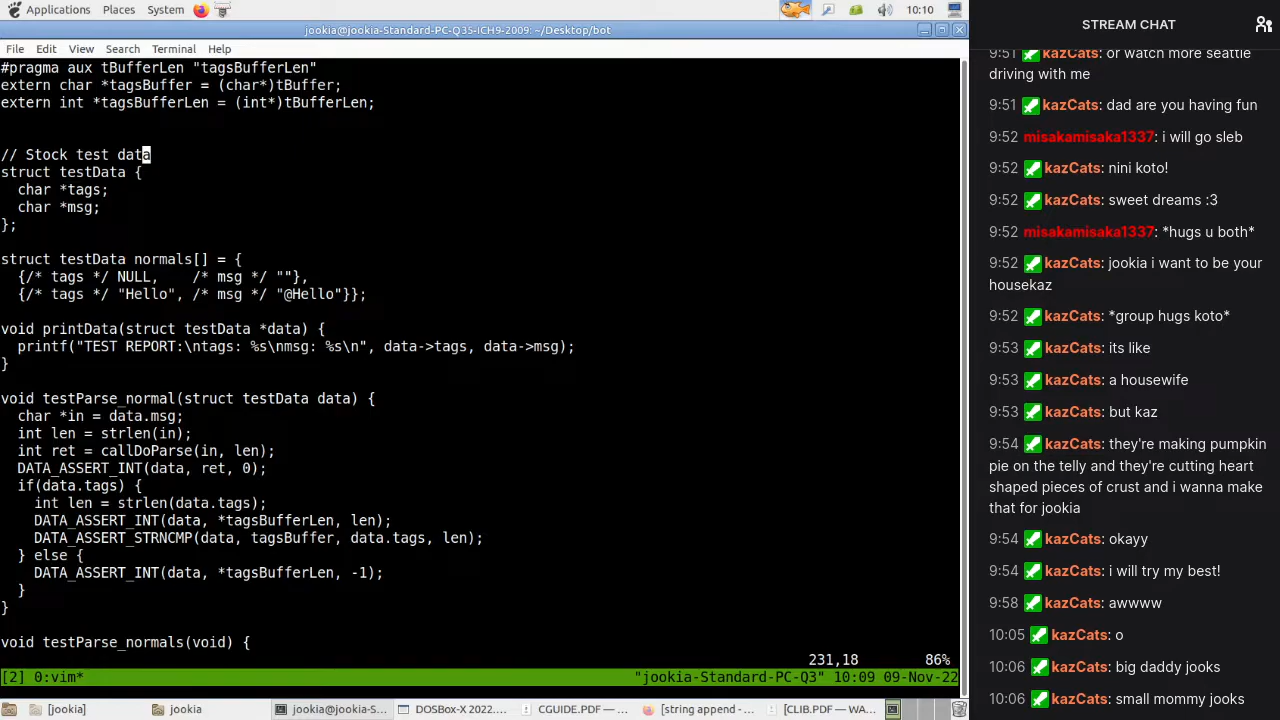 Applications Places System 10:10
jookia@jookia-Standard-PC-Q35-ICH9-2009: ~/Desktop/bot
File Edit View Search Terminal Help
#pragma aux tBufferLen "tagsBufferLen"
extern char *tagsBuffer = (char*)tBuffer;
extern int *tagsBufferLen = (int*)tBufferLen;
// Stock test data
struct testData {
  char *tags;
  char *msg;
};
struct testData normals[] = {
  {/* tags */ NULL,    /* msg */ ""},
  {/* tags */ "Hello", /* msg */ "@Hello"}};
void printData(struct testData *data) {
  printf("TEST REPORT:\ntags: %s\nmsg: %s\n", data->tags, data->msg);
}
void testParse_normal(struct testData data) {
  char *in = data.msg;
  int len = strlen(in);
  int ret = callDoParse(in, len);
  DATA_ASSERT_INT(data, ret, 0);
  if(data.tags) {
    int len = strlen(data.tags);
    DATA_ASSERT_INT(data, *tagsBufferLen, len);
    DATA_ASSERT_STRNCMP(data, tagsBuffer, data.tags, len);
  } else {
    DATA_ASSERT_INT(data, *tagsBufferLen, -1);
  }
}
void testParse_normals(void) {
231,18 86%
[2] 0:vim* "jookia-Standard-PC-Q3" 10:09 09-Nov-22
[jookia] jookia jookia@jookiaS... DOSBox-X 2022.... CGUIDE.PDF — ... [string append - ... [CLIB.PDF — WA...
STREAM CHAT
9:51 kazCats: or watch more seattle
driving with me
9:51 kazCats: dad are you having fun
9:52 misakamisaka1337: i will go sleb
9:52 kazCats: nini koto!
9:52 kazCats: sweet dreams :3
9:52 misakamisaka1337: *hugs u both*
9:52 kazCats: jookia i want to be your
housekaz
9:52 kazCats: *group hugs koto*
9:53 kazCats: its like
9:53 kazCats: a housewife
9:53 kazCats: but kaz
9:54 kazCats: they're making pumpkin
pie on the telly and they're cutting heart
shaped pieces of crust and i wanna make
that for jookia
9:54 kazCats: okayy
9:54 kazCats: i will try my best!
9:58 kazCats: awwww
10:05 kazCats: o
10:06 kazCats: big daddy jooks
10:06 kazCats: small mommy jooks